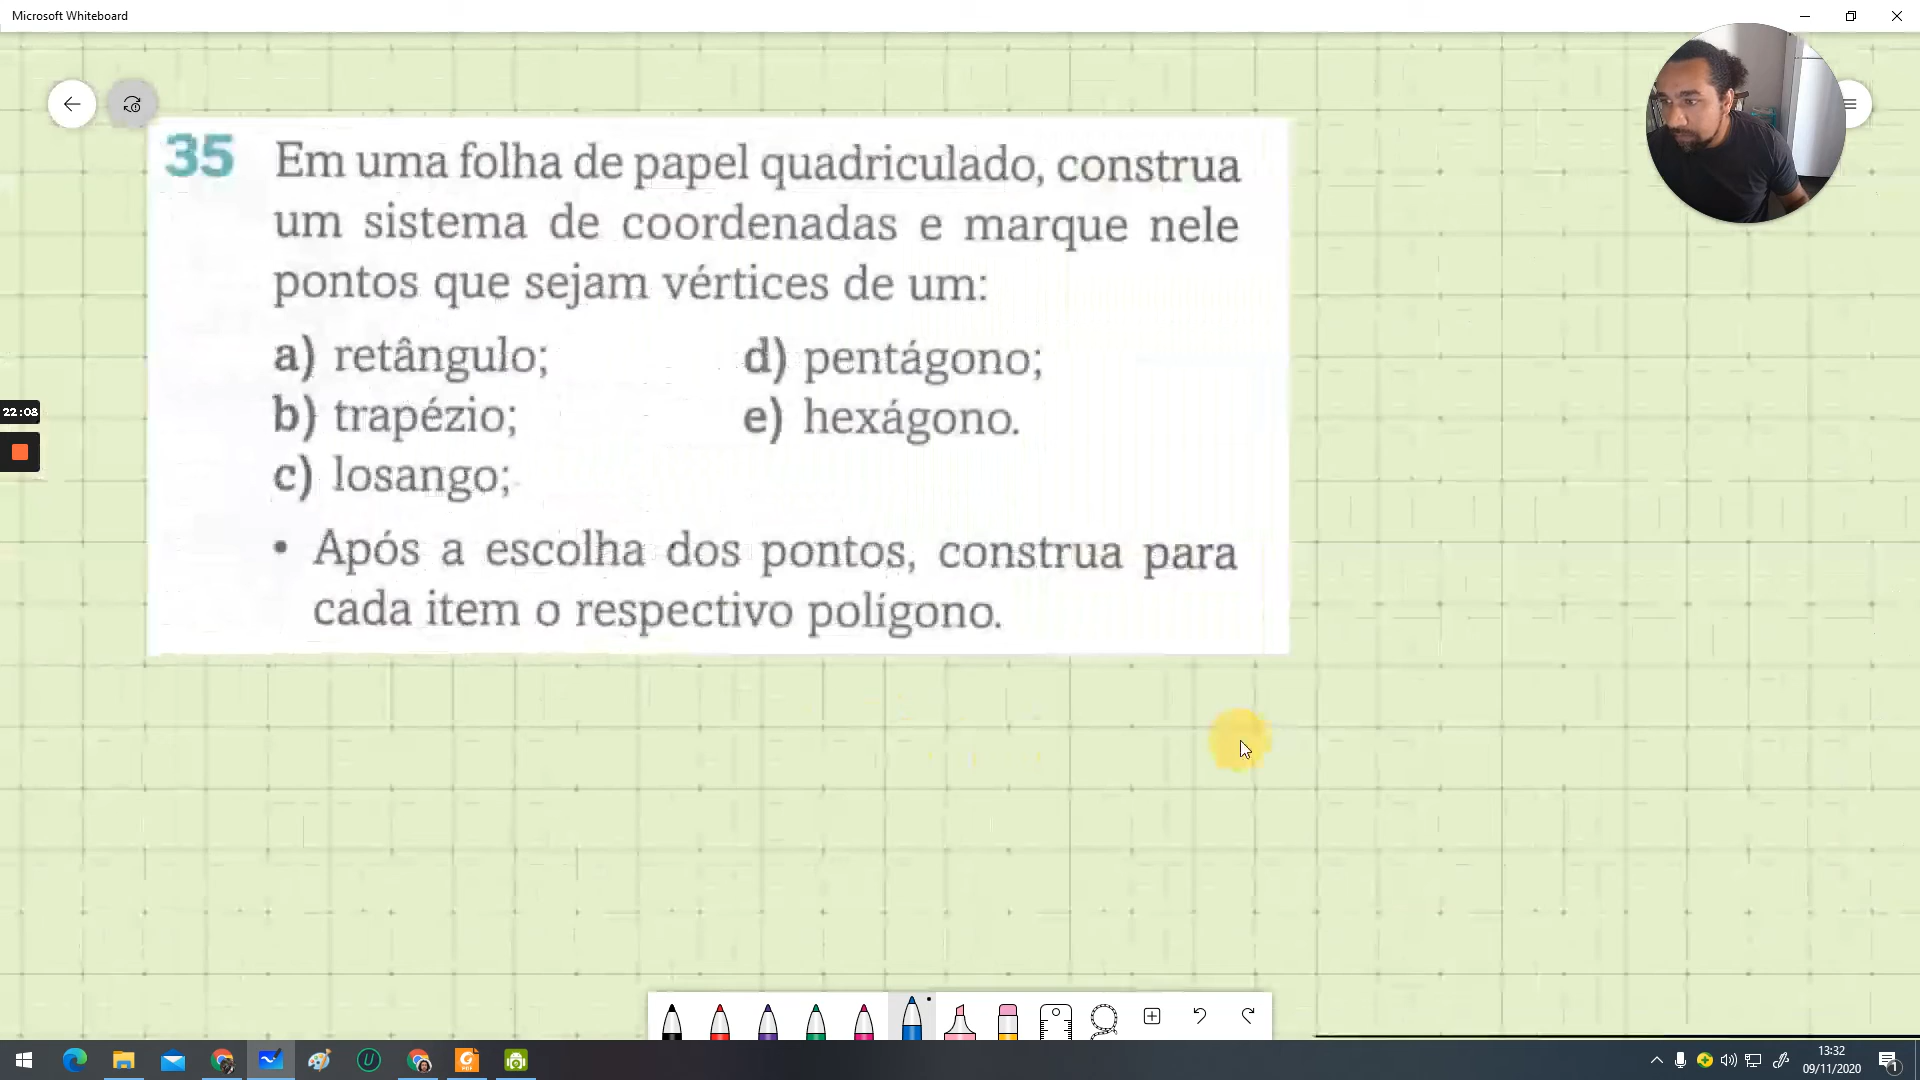 Microsoft Whiteboard
35 Em uma folha de papel quadriculado, construa
um sistema de coordenadas e marque nele
pontos que sejam vértices de um:
a) retângulo;
b) trapézio;
c) losango;
d) pentágono;
e) hexágono.
• Após a escolha dos pontos, construa para
cada item o respectivo polígono.
22:08
13:32
09/11/2020